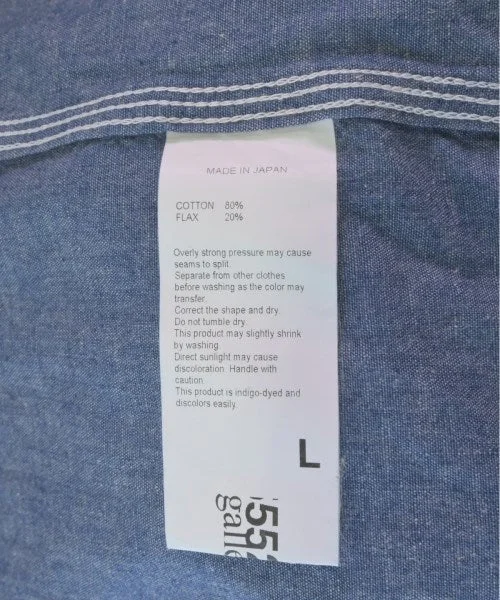 MADE IN JAPAN
COTTON 80%
FLAX 20%
Overly strong pressure may cause
seams to split.
Separate from other clothes
before washing as the color may
transfer.
Correct the shape and dry.
Do not tumble dry.
This product may slightly shrink
by washing.
Direct sunlight may cause
discoloration. Handle with
caution.
This product is indigo-dyed and
discolors easily.
L